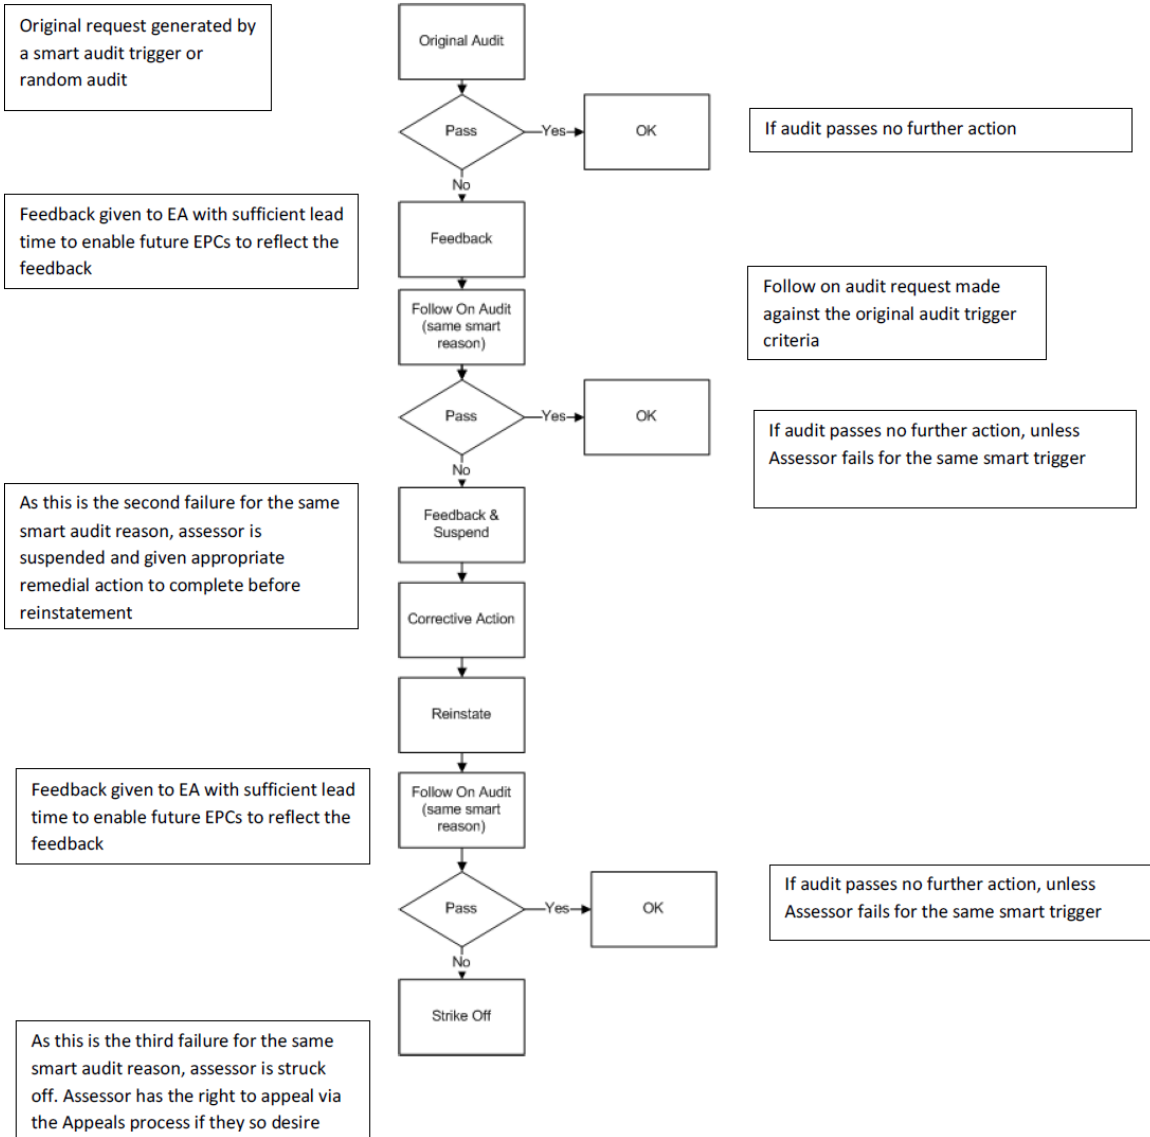 Original request generated by
a smart audit trigger or
random audit
Original Audit
Pass
Yes
OK
If audit passes no further action
No
Feedback given to EA with sufficient lead
time to enable future EPCs to reflect the
feedback
Feedback
Follow On Audit
(same smart
reason)
Follow on audit request made
against the original audit trigger
criteria
Pass
Yes
OK
If audit passes no further action, unless
Assessor fails for the same smart trigger
No
As this is the second failure for the same
smart audit reason, assessor is
suspended and given appropriate
remedial action to complete before
reinstatement
Feedback &
Suspend
Corrective Action
Reinstate
Feedback given to EA with sufficient lead
time to enable future EPCs to reflect the
feedback
Follow On Audit
(same smart
reason)
Pass
Yes
OK
If audit passes no further action, unless
Assessor fails for the same smart trigger
No
Strike Off
As this is the third failure for the same
smart audit reason, assessor is struck
off. Assessor has the right to appeal via
the Appeals process if they so desire